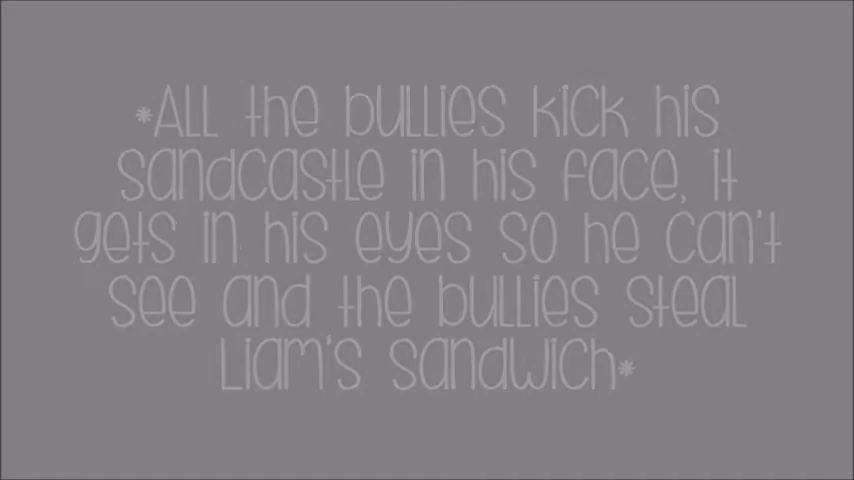 *All the bullies kick his
sandcastle in his face, it
gets in his eyes so he can't
see and the bullies steal
Liam's sandwich*